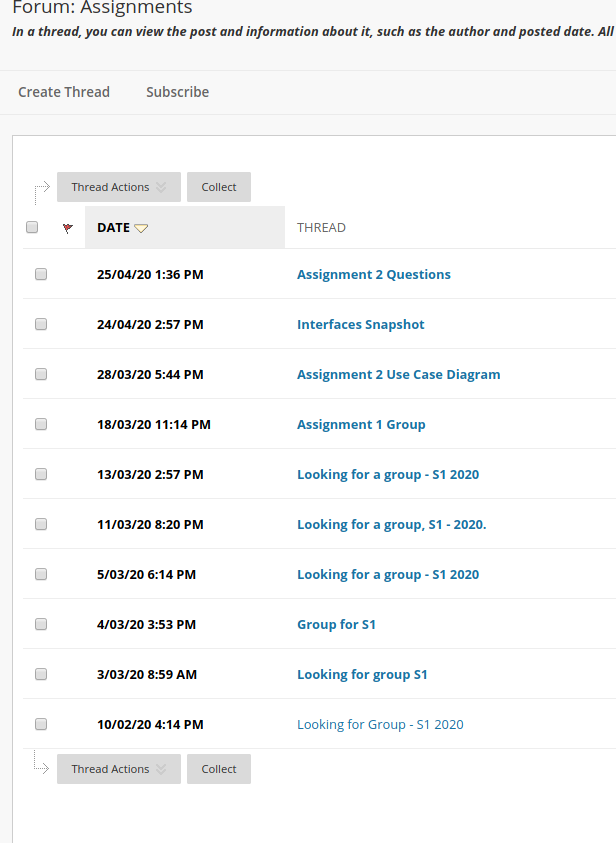 Forum: Assignments
In a thread, you can view the post and information about it, such as the author and posted date. All
Create Thread Subscribe
Thread Actions Collect
DATE THREAD
25/04/20 1:36 PM Assignment 2 Questions
24/04/20 2:57 PM Interfaces Snapshot
28/03/20 5:44 PM Assignment 2 Use Case Diagram
18/03/20 11:14 PM Assignment 1 Group
13/03/20 2:57 PM Looking for a group - S1 2020
11/03/20 8:20 PM Looking for a group, S1 - 2020.
5/03/20 6:14 PM Looking for a group - S1 2020
4/03/20 3:53 PM Group for S1
3/03/20 8:59 AM Looking for group S1
10/02/20 4:14 PM Looking for Group - S1 2020
Thread Actions Collect